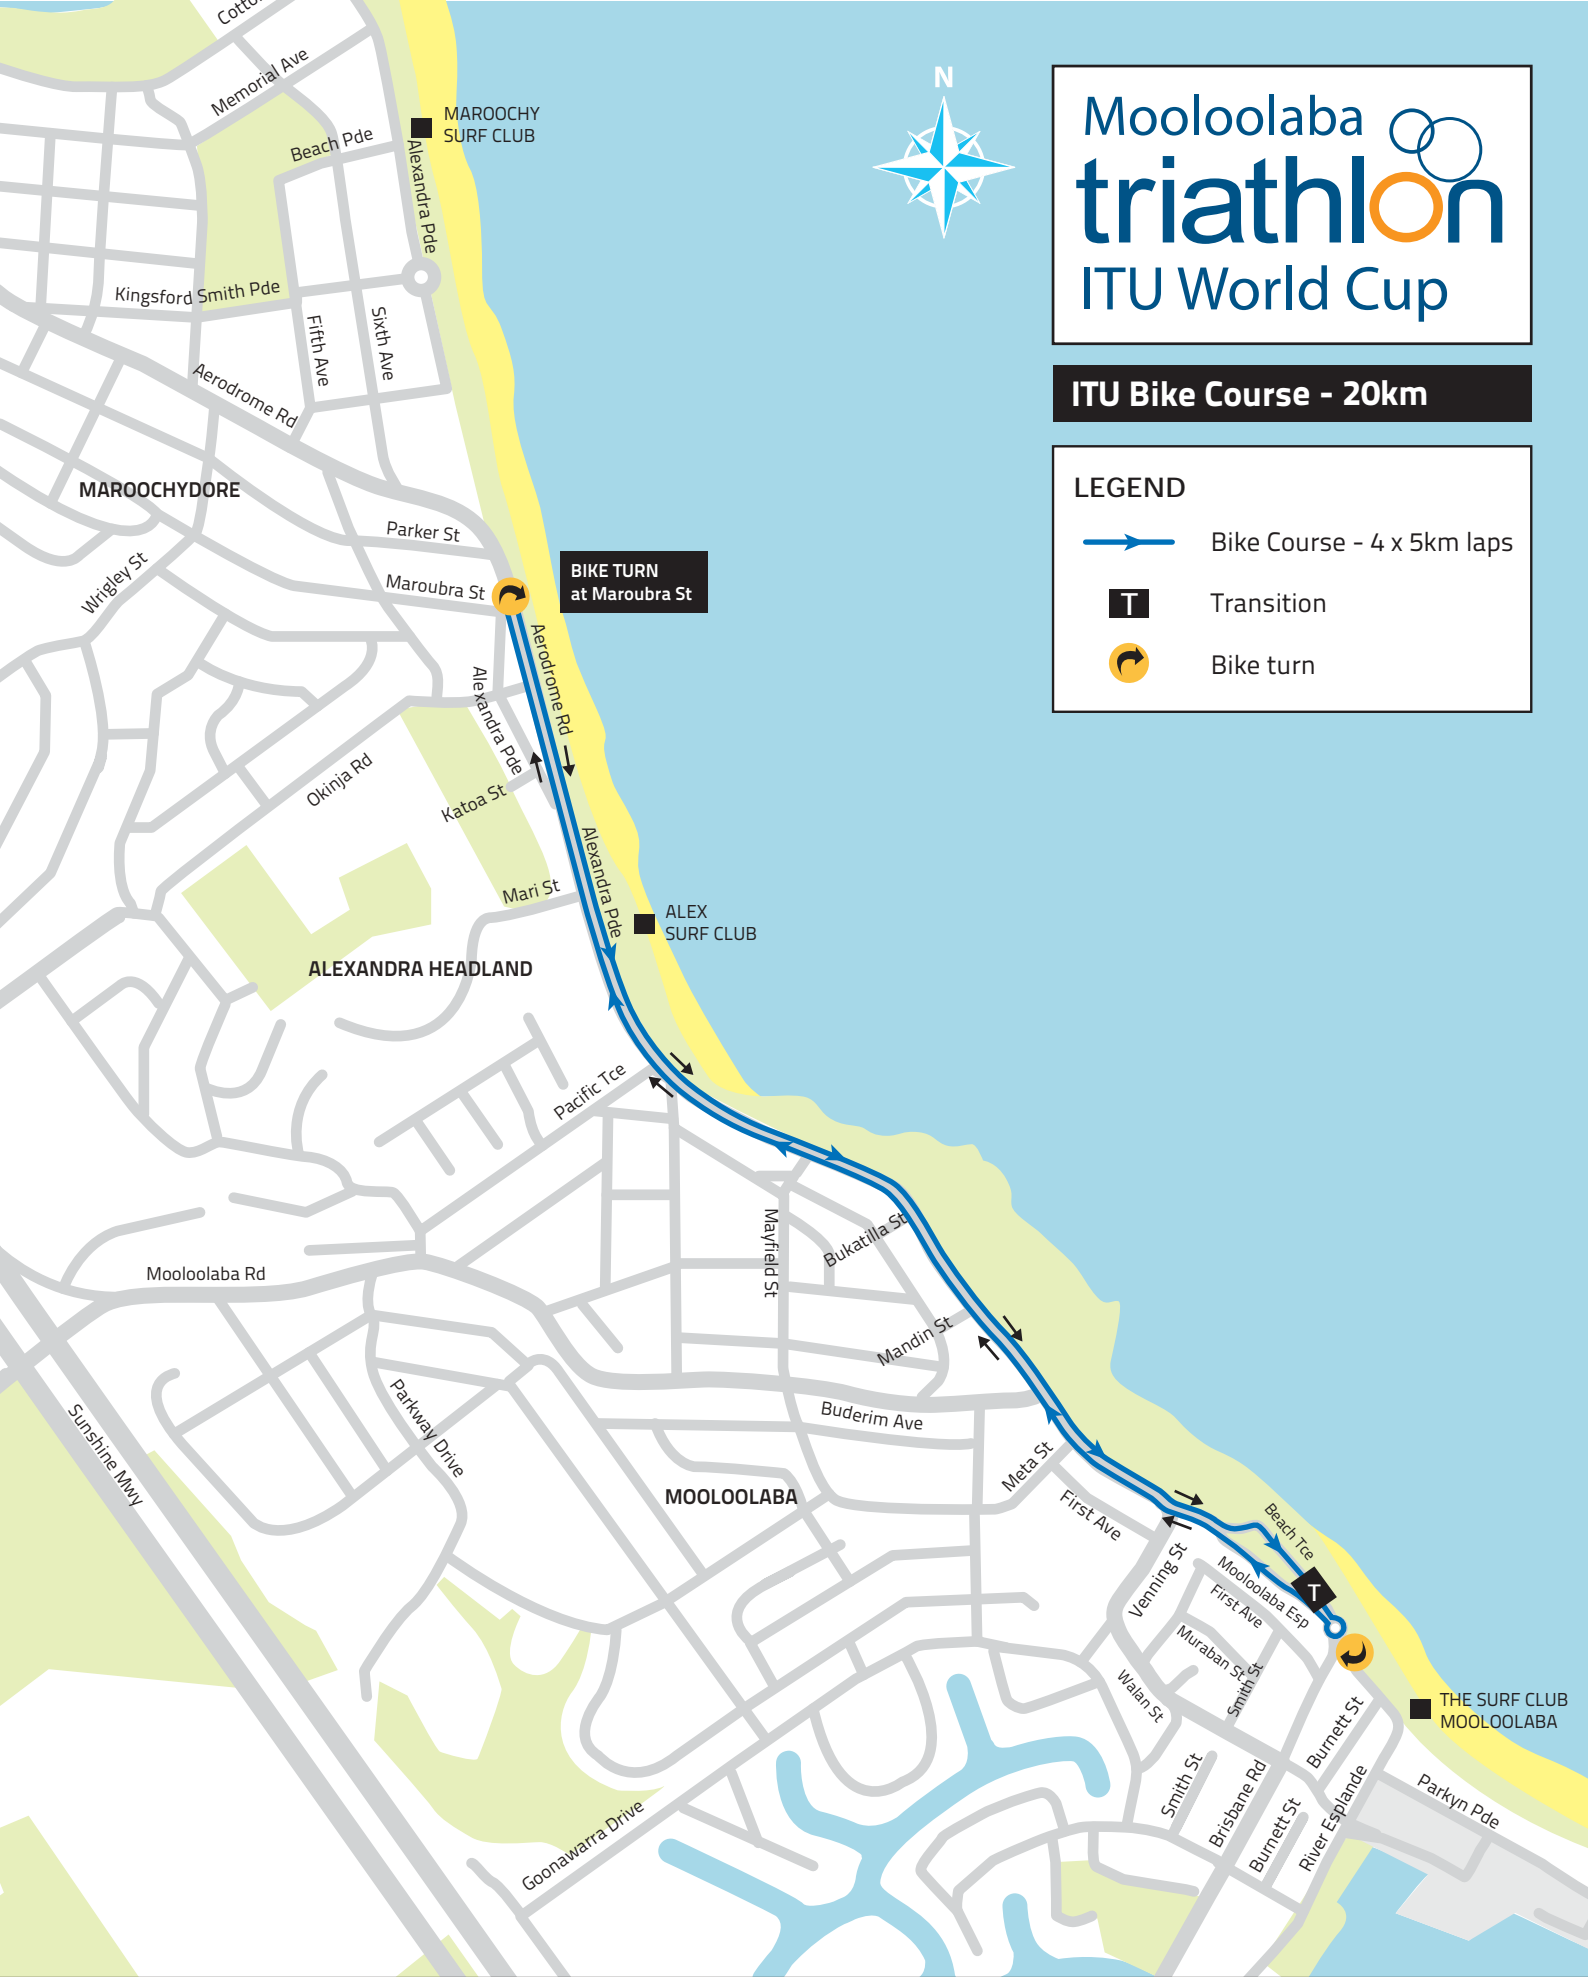 Memorial Ave
Beach Pde
MAROOCHY
SURF CLUB
Alexandra Pde
N
Mooloolaba
triathlon
ITU World Cup
Kingsford Smith Pde
Fifth Ave
Sixth Ave
Aerodrome Rd
ITU Bike Course - 20km
LEGEND
Bike Course - 4 x 5km laps
T
Transition
Bike turn
MAROOCHYDORE
Parker St
Wrigley St
Maroubra St
BIKE TURN
at Maroubra St
Aerodrome Rd
Alexandra Pde
Okinja Rd
Katoa St
Alexandra Pde
Mari St
ALEX
SURF CLUB
ALEXANDRA HEADLAND
Pacific Tce
Mayfield St
Bukatilla St
Mooloolaba Rd
Mandin St
Sunshine Mwy
Parkway Drive
Buderim Ave
Meta St
MOOLOOLABA
First Ave
Beach Tce
Venning St
Mooloolaba Esp
First Ave
T
Muraban St
Smith St
Walan St
THE SURF CLUB
MOOLOOLABA
Burnett St
Smith St
Brisbane Rd
Burnett St
River Esplande
Parkyn Pde
Goonawarra Drive